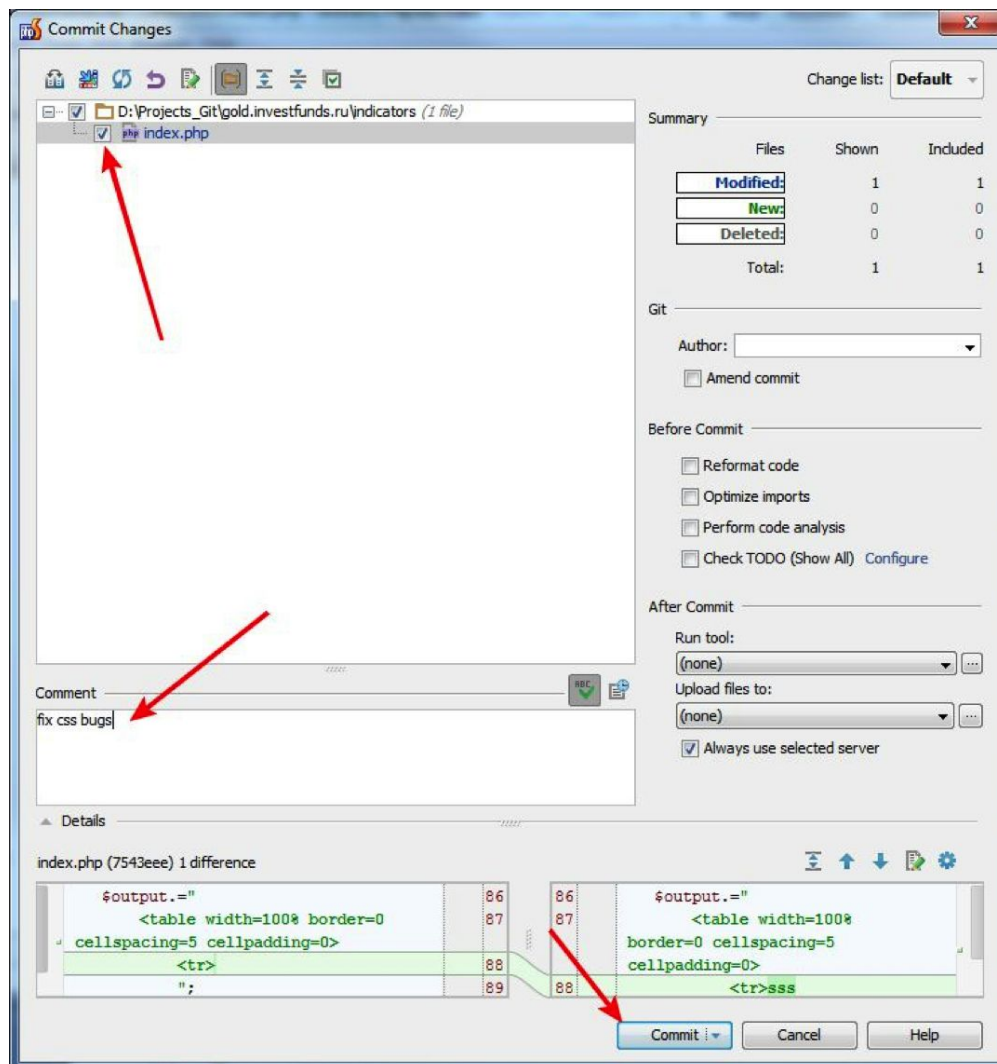 Commit Changes
Change list: Default
D:\Projects_Git\gold.investfunds.ru\indicators (1 file)
index.php
Summary
Files Shown Included
Modified: 1 1
New: 0 0
Deleted: 0 0
Total: 1 1
Git
Author:
Amend commit
Before Commit
Reformat code
Optimize imports
Perform code analysis
Check TODO (Show All) Configure
After Commit
Run tool:
(none)
Upload files to:
(none)
Always use selected server
Comment
fix css bugs
Details
index.php (7543eee) 1 difference
$output.=" 86 86 $output.="
<table width=100% border=0 87 87 <table width=100%
cellspacing=5 cellpadding=0> border=0 cellspacing=5
<tr> 88 cellpadding=0>
"; 89 88 <tr>sss
Commit Cancel Help